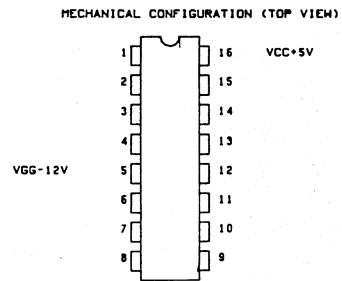 MECHANICAL CONFIGURATION (TOP VIEW)
1 16 VCC+5V
2 15
3 14
4 13
VGG-12V 5 12
6 11
7 10
8 9